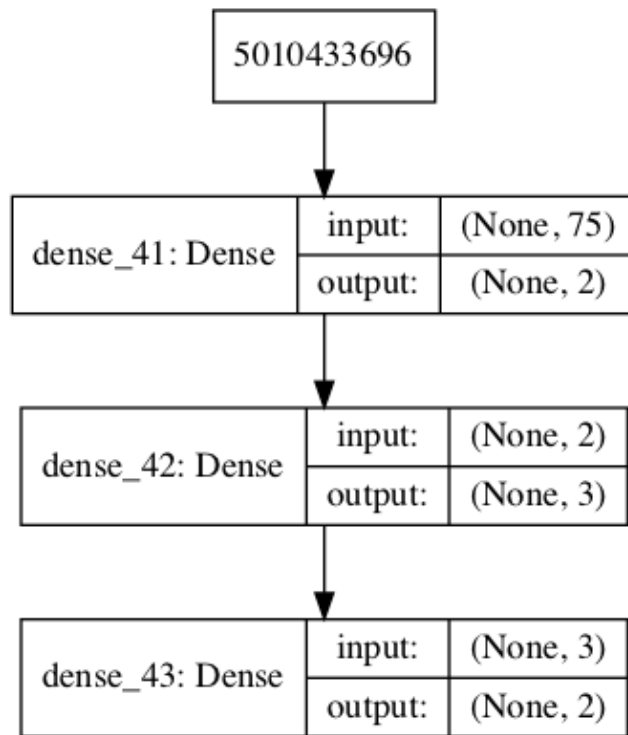 5010433696
dense_41: Dense
input:
(None, 75)
output:
(None, 2)
dense_42: Dense
input:
(None, 2)
output:
(None, 3)
dense_43: Dense
input:
(None, 3)
output:
(None, 2)